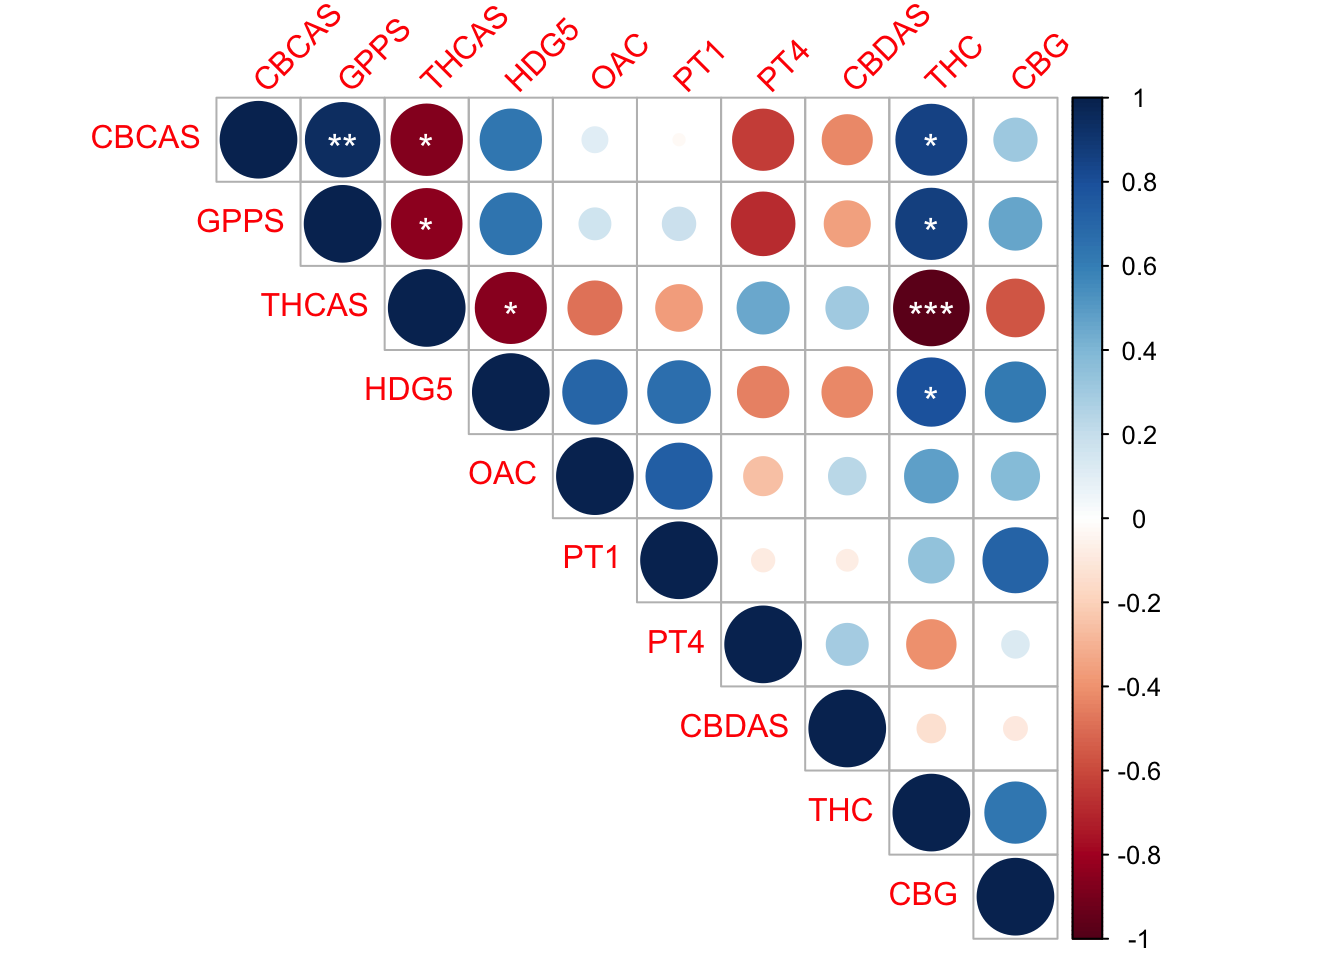 CBCAS GPPS THCAS HDG5 OAC PT1 PT4 CBDAS THC CBG
CBCAS ** * * 1
0.8
GPPS * *
0.6
THCAS * ***
0.4
HDG5 *
0.2
OAC
0
PT1
-0.2
PT4
-0.4
CBDAS
-0.6
THC
-0.8
CBG
-1